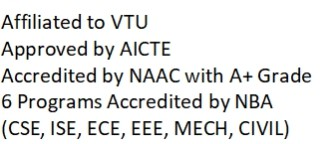 Affiliated to VTU
Approved by AICTE
Accredited by NAAC with A+ Grade
6 Programs Accredited by NBA
(CSE, ISE, ECE, EEE, MECH, CIVIL)